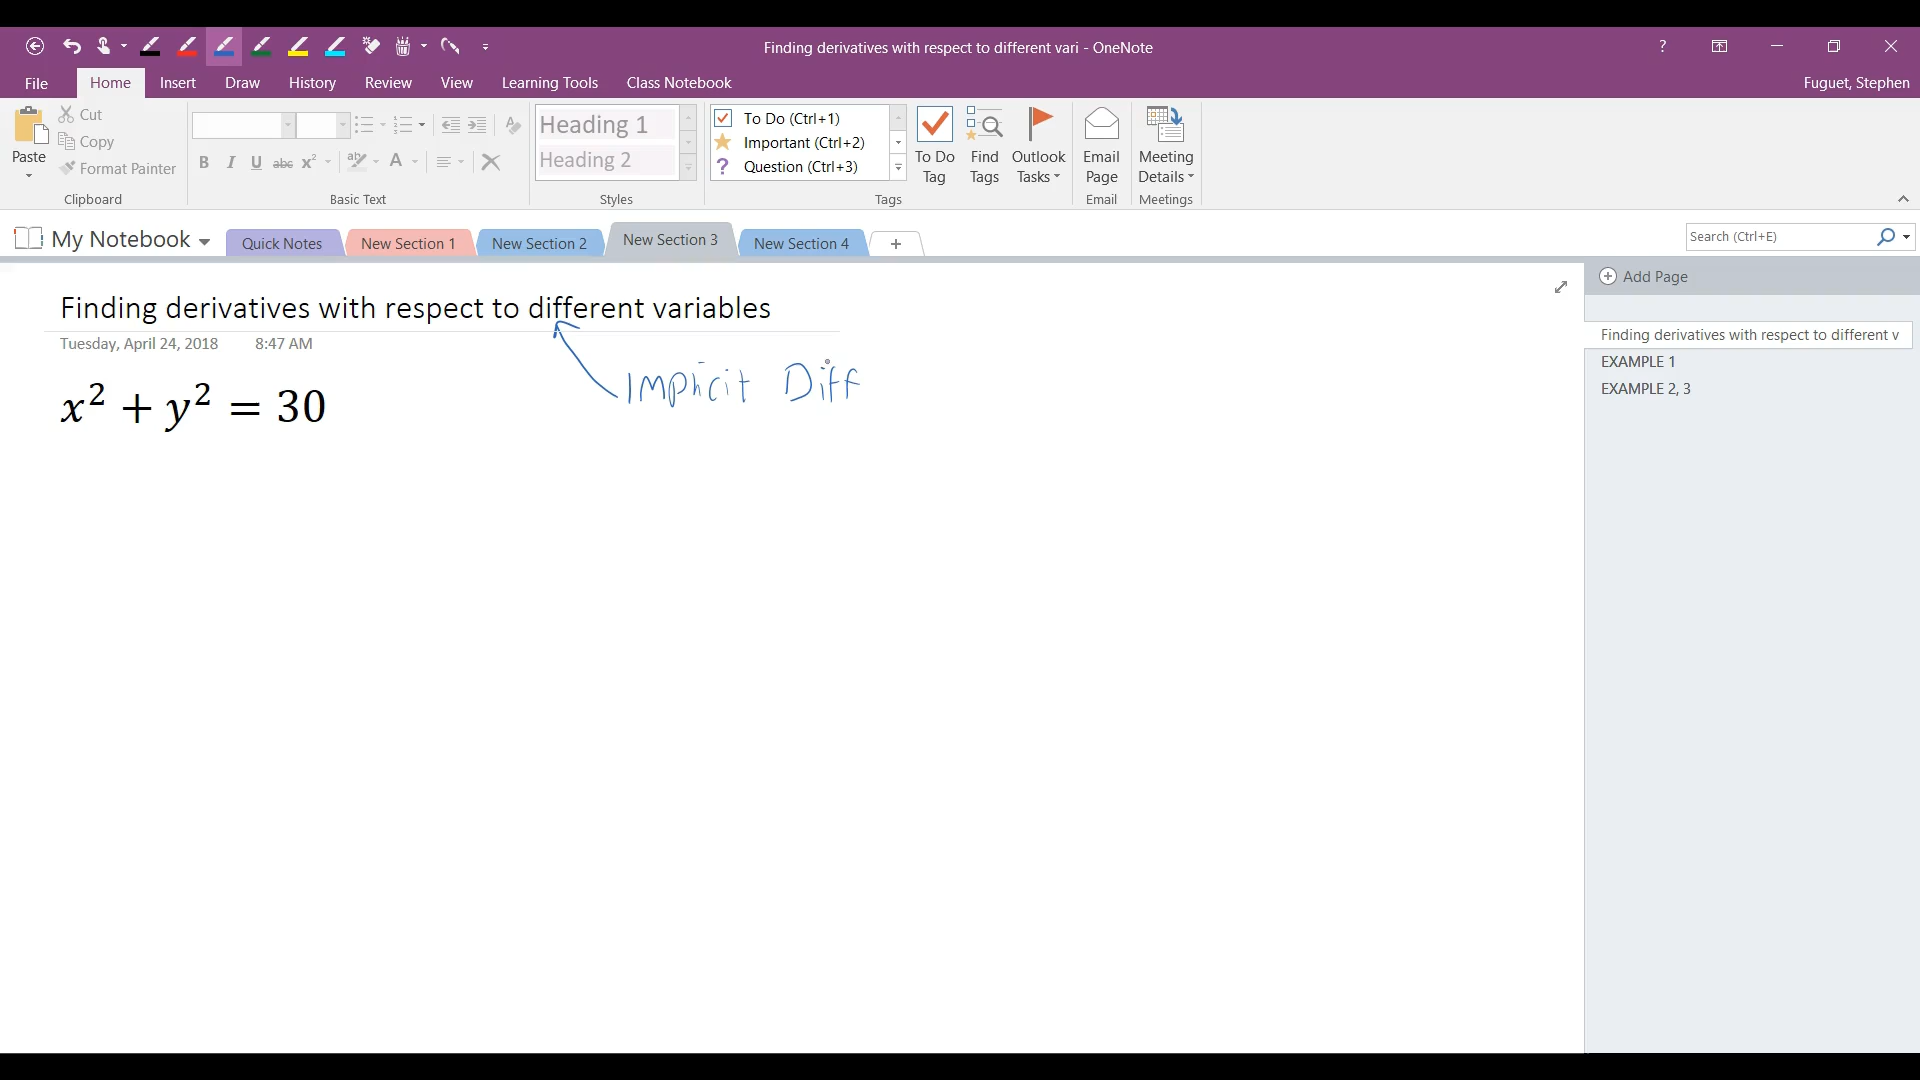 Finding derivatives with respect to different vari - OneNote
?
File Home Insert Draw History Review View Learning Tools Class Notebook
Fuguet, Stephen
Paste
Cut
Copy
Format Painter
Clipboard
B I U abc x² ab A
Basic Text
Heading 1
Heading 2
Styles
To Do (Ctrl+1)
Important (Ctrl+2)
? Question (Ctrl+3)
To Do Tag
Find Tags
Outlook Tasks
Tags
Email Page
Email
Meeting Details
Meetings
My Notebook
Quick Notes
New Section 1
New Section 2
New Section 3
New Section 4
+
Search (Ctrl+E)
Add Page
Finding derivatives with respect to different v
EXAMPLE 1
EXAMPLE 2, 3
Finding derivatives with respect to different variables
Tuesday, April 24, 2018 8:47 AM
Implicit Diff
x² + y² = 30